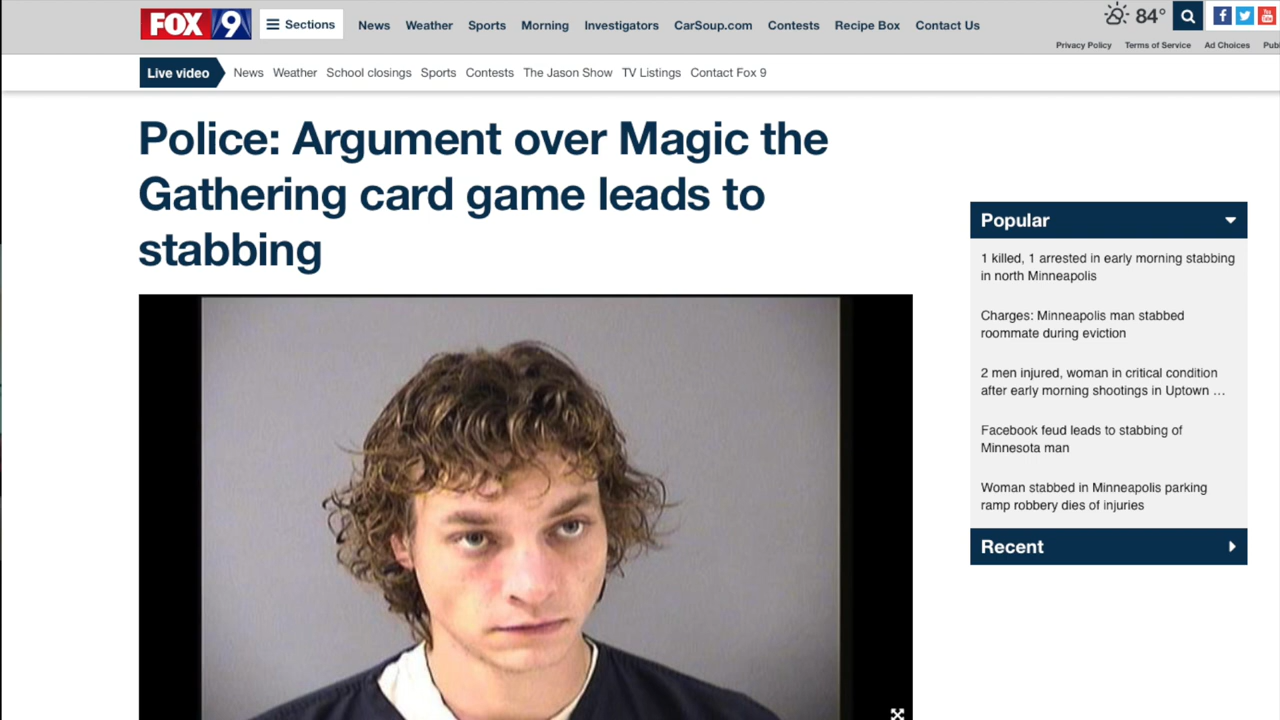 FOX 9
Sections
News Weather Sports Morning Investigators CarSoup.com Contests Recipe Box Contact Us
84°
Privacy Policy Terms of Service Ad Choices
Live video
News Weather School closings Sports Contests The Jason Show TV Listings Contact Fox 9
Police: Argument over Magic the
Gathering card game leads to
stabbing
Popular
1 killed, 1 arrested in early morning stabbing
in north Minneapolis
Charges: Minneapolis man stabbed
roommate during eviction
2 men injured, woman in critical condition
after early morning shootings in Uptown ...
Facebook feud leads to stabbing of
Minnesota man
Woman stabbed in Minneapolis parking
ramp robbery dies of injuries
Recent